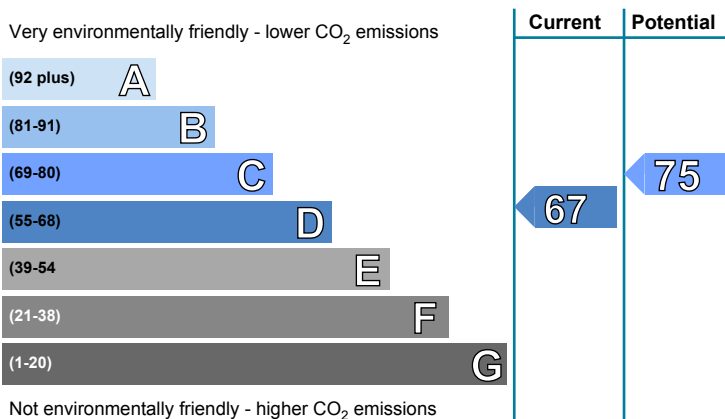 Very environmentally friendly - lower CO2 emissions
Current
Potential
(92 plus) A
(81-91) B
(69-80) C
75
(55-68) D
67
(39-54 E
(21-38) F
(1-20) G
Not environmentally friendly - higher CO2 emissions